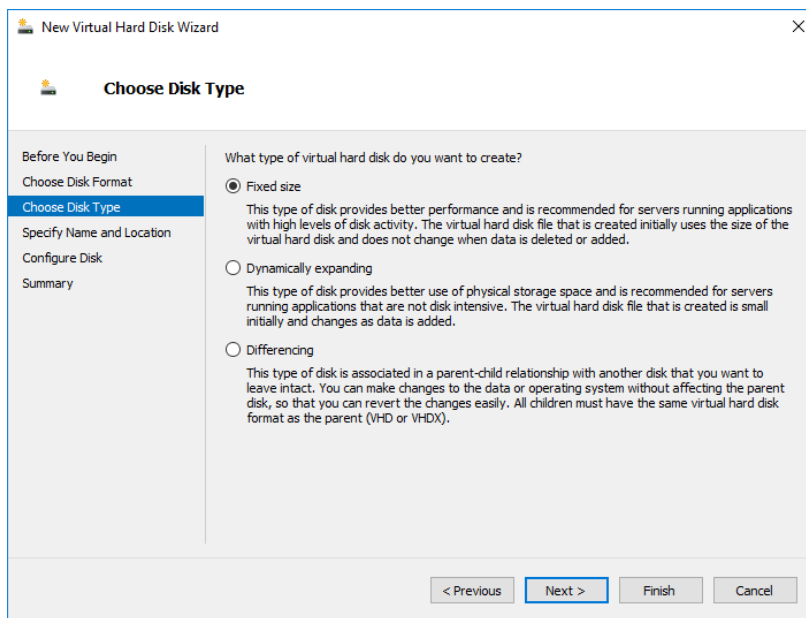 New Virtual Hard Disk Wizard
Choose Disk Type
Before You Begin
Choose Disk Format
Choose Disk Type
Specify Name and Location
Configure Disk
Summary
What type of virtual hard disk do you want to create?
Fixed size
This type of disk provides better performance and is recommended for servers running applications
with high levels of disk activity. The virtual hard disk file that is created initially uses the size of the
virtual hard disk and does not change when data is deleted or added.
Dynamically expanding
This type of disk provides better use of physical storage space and is recommended for servers
running applications that are not disk intensive. The virtual hard disk file that is created is small
initially and changes as data is added.
Differencing
This type of disk is associated in a parent-child relationship with another disk that you want to
leave intact. You can make changes to the data or operating system without affecting the parent
disk, so that you can revert the changes easily. All children must have the same virtual hard disk
format as the parent (VHD or VHDX).
< Previous
Next >
Finish
Cancel